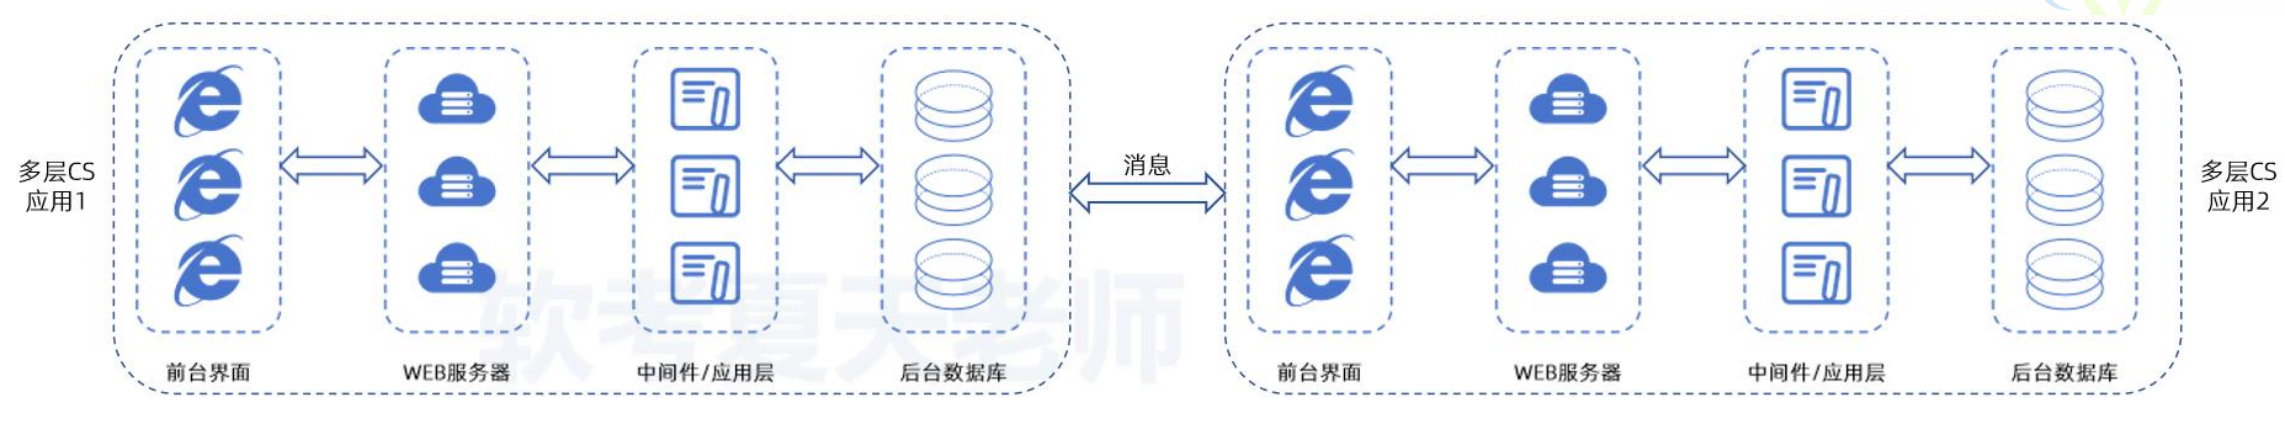 多层CS
应用1
前台界面
WEB服务器
中间件/应用层
后台数据库
消息
前台界面
WEB服务器
中间件/应用层
后台数据库
多层CS
应用2
软考夏天老师